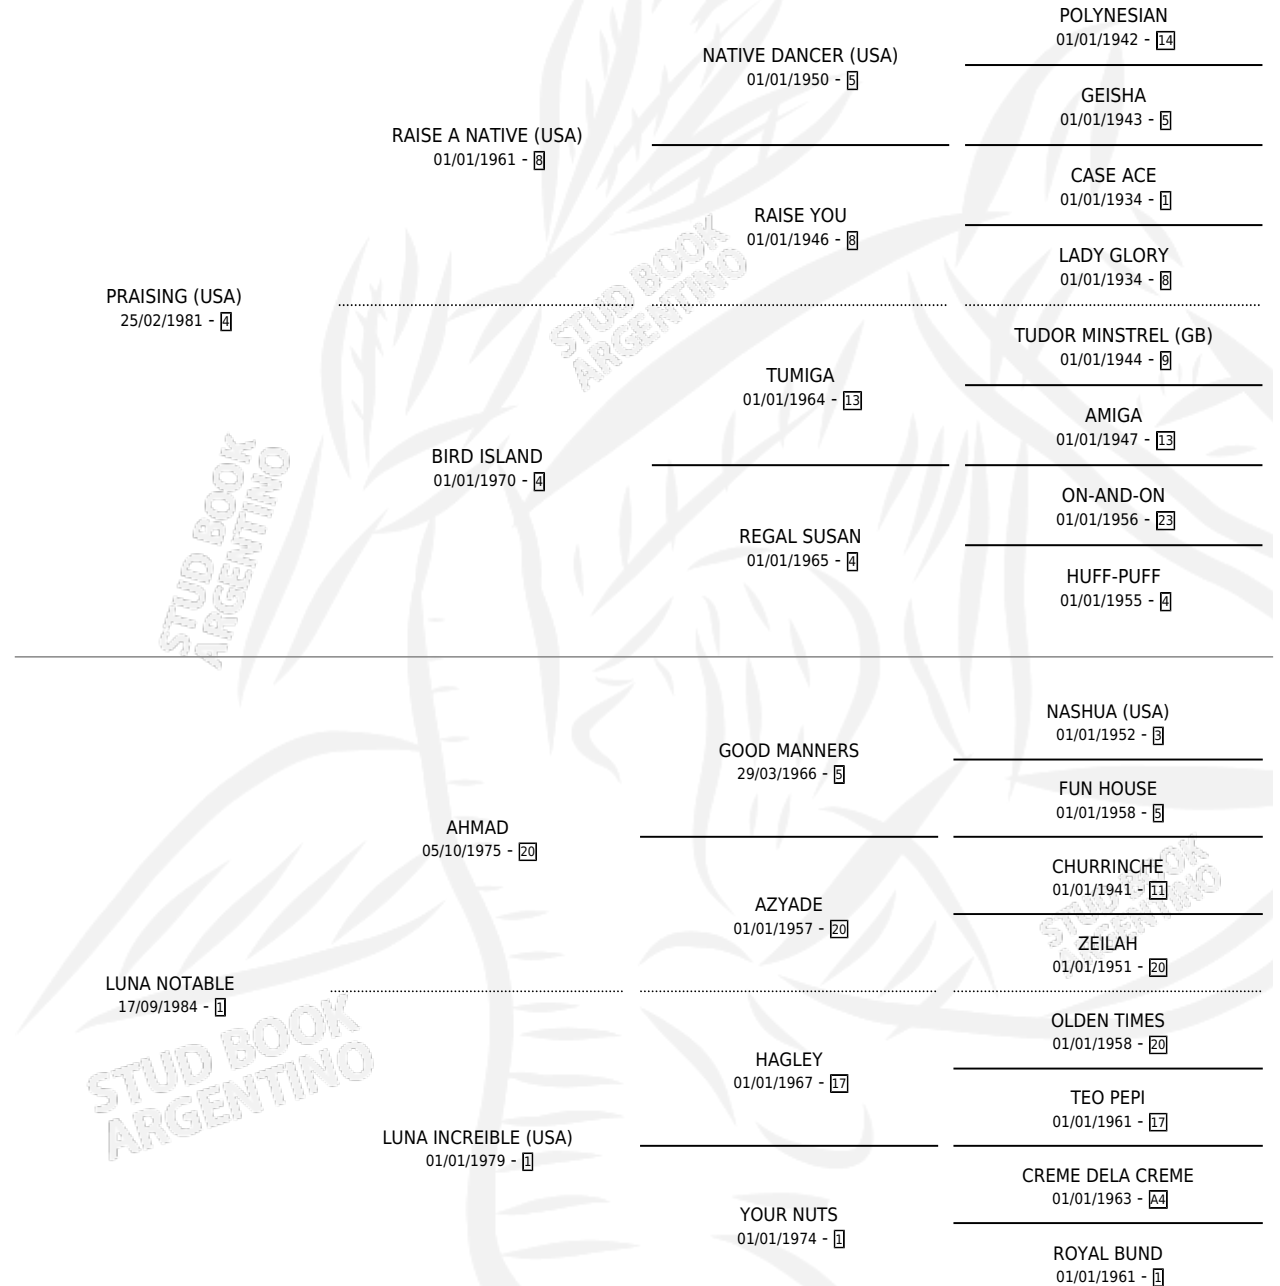 POLYNESIAN
01/01/1942 - 14
NATIVE DANCER (USA)
01/01/1950 - 5
GEISHA
01/01/1943 - 5
RAISE A NATIVE (USA)
01/01/1961 - 8
CASE ACE
01/01/1934 - 1
RAISE YOU
01/01/1946 - 8
LADY GLORY
01/01/1934 - 8
PRAISING (USA)
25/02/1981 - 4
STUD BOOK
ARGENTINO
TUDOR MINSTREL (GB)
01/01/1944 - 9
TUMIGA
01/01/1964 - 13
AMIGA
01/01/1947 - 13
BIRD ISLAND
01/01/1970 - 4
ON-AND-ON
01/01/1956 - 23
REGAL SUSAN
01/01/1965 - 4
HUFF-PUFF
01/01/1955 - 4
STUD BOOK
ARGENTINO
NASHUA (USA)
01/01/1952 - 3
GOOD MANNERS
29/03/1966 - 5
FUN HOUSE
01/01/1958 - 5
AHMAD
05/10/1975 - 20
CHURRINCHE
01/01/1941 - 11
AZYADE
01/01/1957 - 20
ZEILAH
01/01/1951 - 20
STUD BOOK
ARGENTINO
LUNA NOTABLE
17/09/1984 - 1
OLDEN TIMES
01/01/1958 - 20
HAGLEY
01/01/1967 - 17
TEO PEPI
01/01/1961 - 17
STUD BOOK
ARGENTINO
LUNA INCREIBLE (USA)
01/01/1979 - 1
CREME DELA CREME
01/01/1963 - A4
YOUR NUTS
01/01/1974 - 1
ROYAL BUND
01/01/1961 - 1